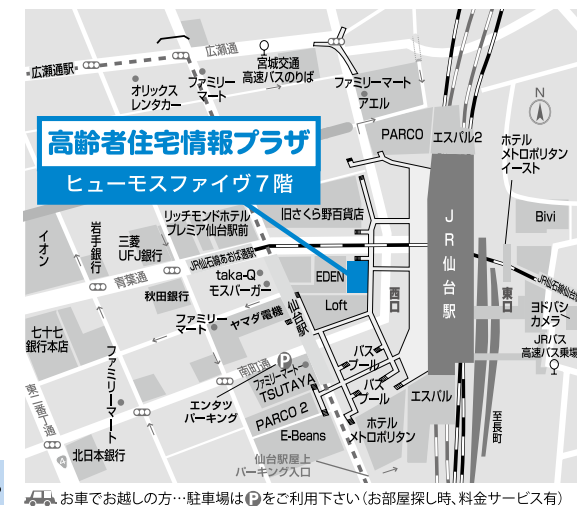 広瀬通
広瀬通駅
宮城交通
高速バスのりば
オリックス
レンタカー
ファミリー
マート
ファミリーマート
アエル
N
PARCO
エスパル2
ホテル
メトロポリタン
イースト
高齢者住宅情報プラザ
ヒューモスファイヴ7階
リッチモンドホテル
プレミア仙台駅前
旧さくら野百貨店
JR仙台駅
Bivi
イオン
岩手銀行
三菱
UFJ銀行
JR仙石線あおば通駅
青葉通
taka-Q
モスバーガー
EDEN
Loft
西口
東口
JR仙石線仙台駅
ヨドバシ
カメラ
JRバス
高速バス乗場
秋田銀行
ファミリー
マート
ヤマダ電機
仙台駅
七十七
銀行本店
ファミリーマート
南町通
P
ファミリーマート
TSUTAYA
バス
プール
バス
プール
エスパル
至長町
東二番丁通
エンタツ
パーキング
PARCO 2
E-Beans
ホテル
メトロポリタン
北日本銀行
仙台駅屋上
パーキング入口
お車でお越しの方…駐車場はPをご利用下さい(お部屋探し時、料金サービス有)